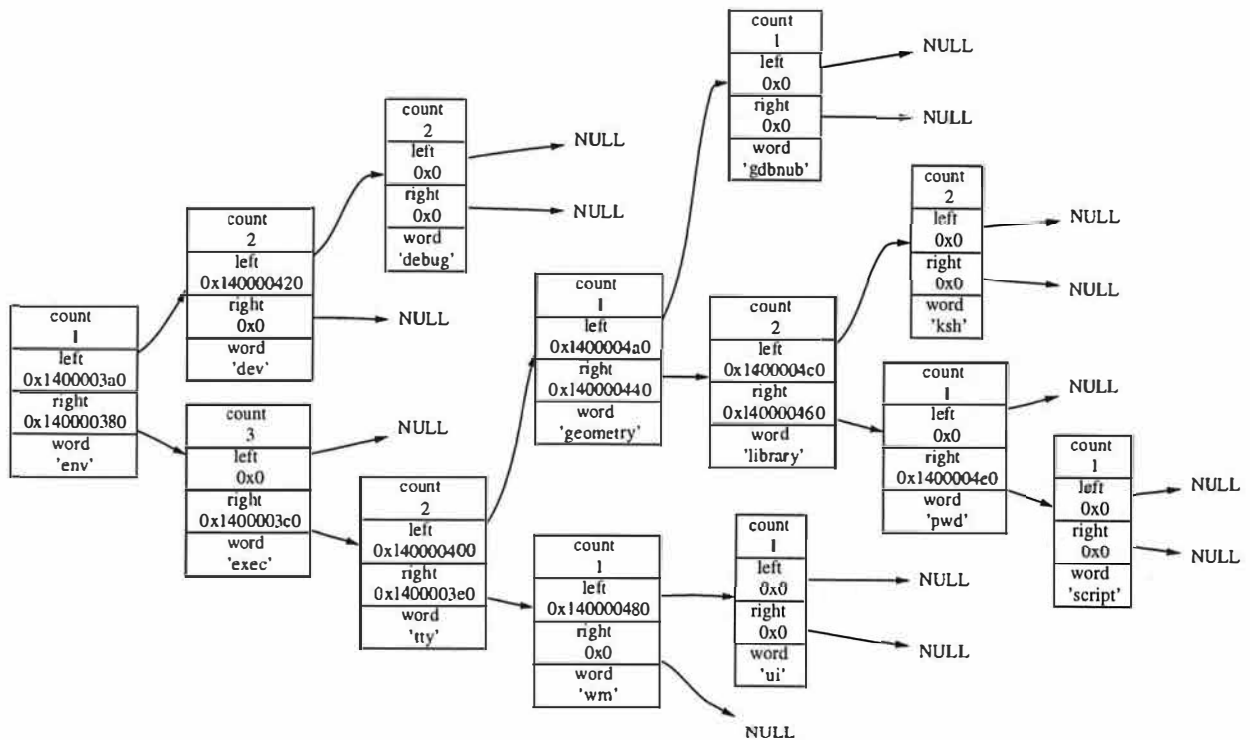 count
1
left
0x1400003a0
right
0x140000380
word
'env'
count
2
left
0x140000420
right
0x0
word
'dev'
NULL
count
2
left
0x0
right
0x0
word
'debug'
NULL
NULL
count
3
left
0x0
right
0x1400003c0
word
'exec'
NULL
count
2
left
0x140000400
right
0x1400003e0
word
'tty'
count
1
left
0x1400004a0
right
0x140000440
word
'geometry'
count
1
left
0x0
right
0x0
word
'gdbnub'
NULL
NULL
count
2
left
0x1400004c0
right
0x140000460
word
'library'
count
2
left
0x0
right
0x0
word
'ksh'
NULL
NULL
count
1
left
0x0
right
0x1400004e0
word
'pwd'
NULL
count
1
left
0x0
right
0x0
word
'script'
NULL
NULL
count
1
left
0x140000480
right
0x0
word
'wm'
NULL
count
1
left
0x0
right
0x0
word
'ui'
NULL
NULL